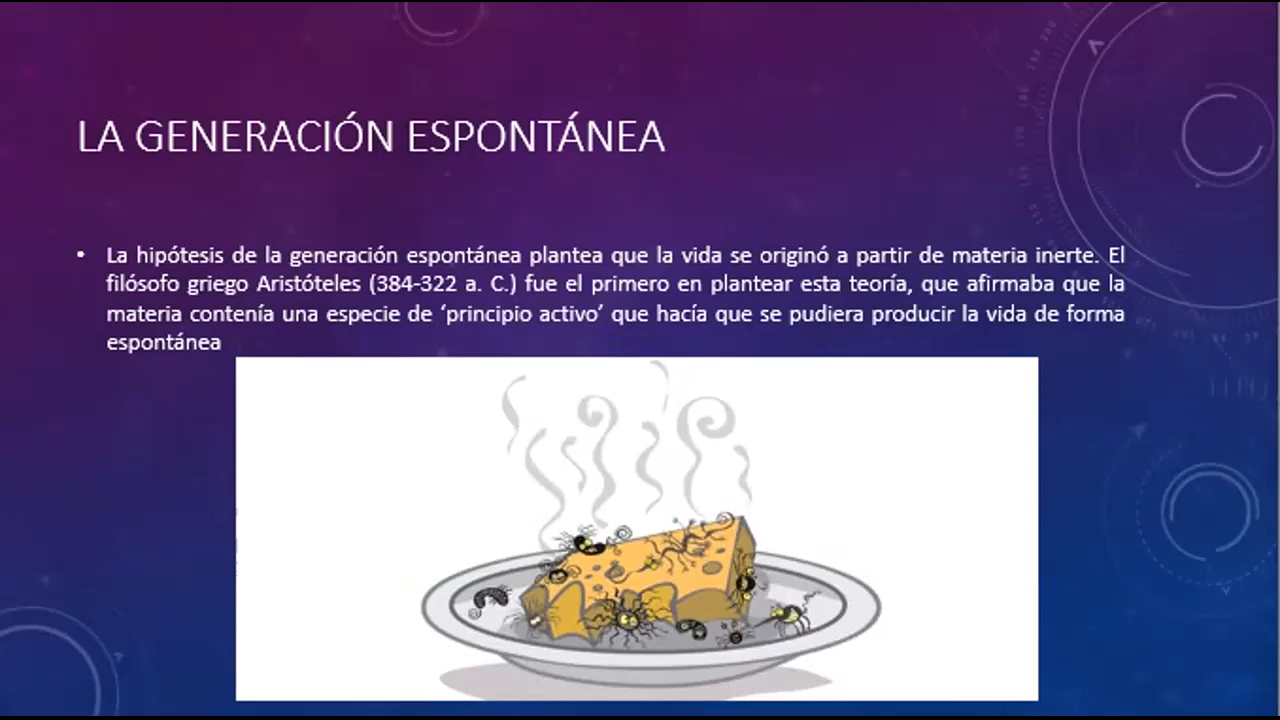 LA GENERACIÓN ESPONTÁNEA
• La hipótesis de la generación espontánea plantea que la vida se originó a partir de materia inerte. El
filósofo griego Aristóteles (384-322 a. C.) fue el primero en plantear esta teoría, que afirmaba que la
materia contenía una especie de ‘principio activo’ que hacía que se pudiera producir la vida de forma
espontánea